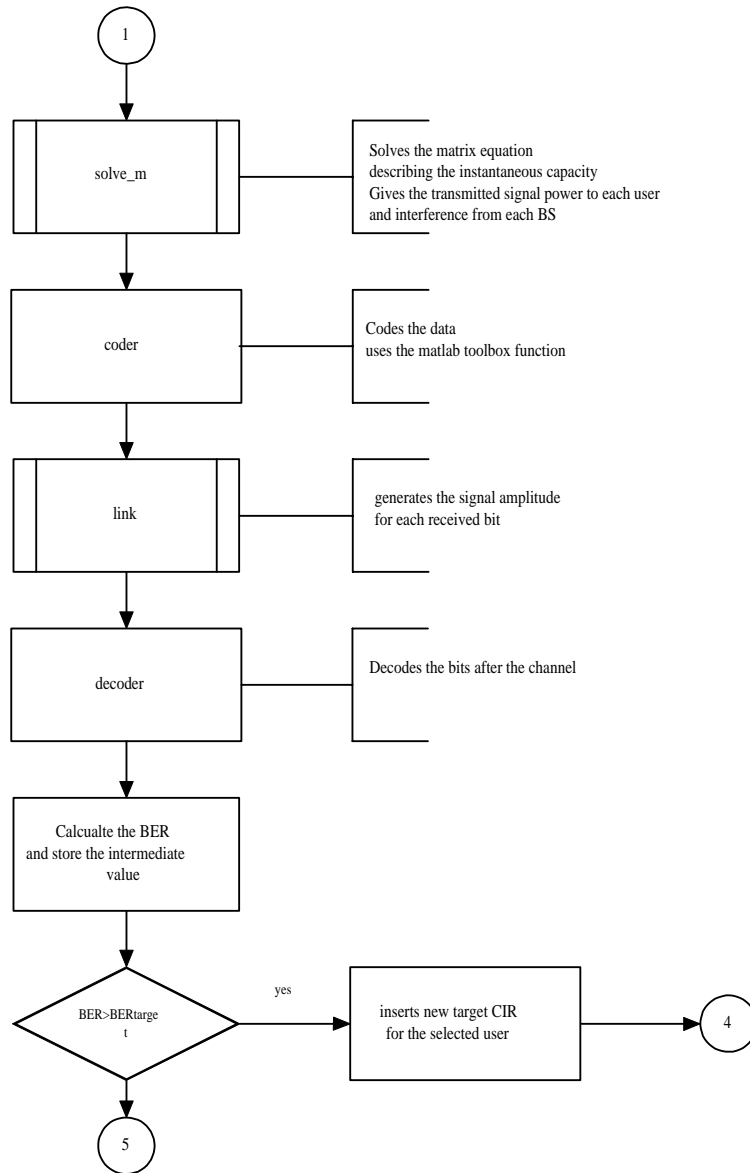 1
solve_m
Solves the matrix equation
describing the instantaneous capacity
Gives the transmitted signal power to each user
and interference from each BS
coder
Codes the data
uses the matlab toolbox function
link
generates the signal amplitude
for each received bit
decoder
Decodes the bits after the channel
Calcualte the BER
and store the intermediate
value
BER>BERtarge
t
yes
inserts new target CIR
for the selected user
4
5